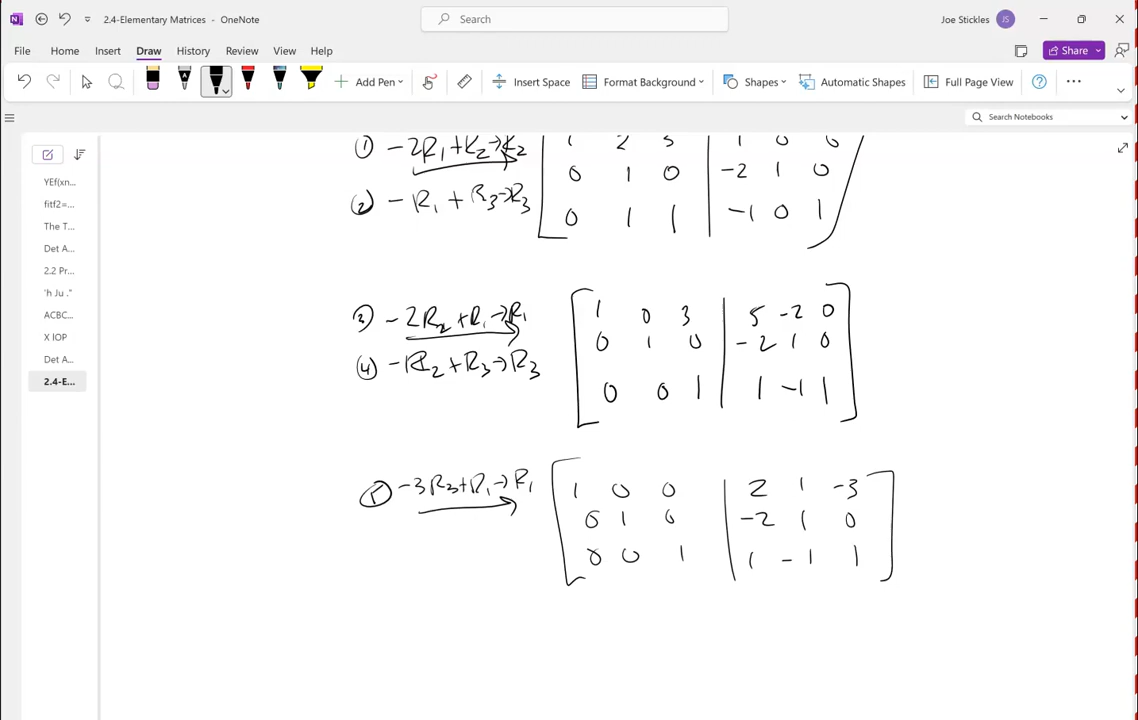 2.4-Elementary Matrices - OneNote
Search
Joe Stickles
JS
File Home Insert Draw History Review View Help
Share
Add Pen
Insert Space
Format Background
Shapes
Automatic Shapes
Full Page View
Search Notebooks
YEf(xn...
fitf2=...
The T...
Det A...
2.2 Pr...
'h Ju ."
ACBC...
X IOP
Det A...
2.4-E...
① -2R₁+R₂→R₂ 1 2 3 | 1 0 0
0 1 0 | -2 1 0
② -R₁+R₃→R₃
0 1 1 | -1 0 1
③ -2R₂+R₁→R₁ 1 0 3 | 5 -2 0
0 1 0 | -2 1 0
④ -R₂+R₃→R₃
0 0 1 | 1 -1 1
⑤ -3R₃+R₁→R₁ 1 0 0 | 2 1 -3
0 1 0 | -2 1 0
0 0 1 | 1 -1 1